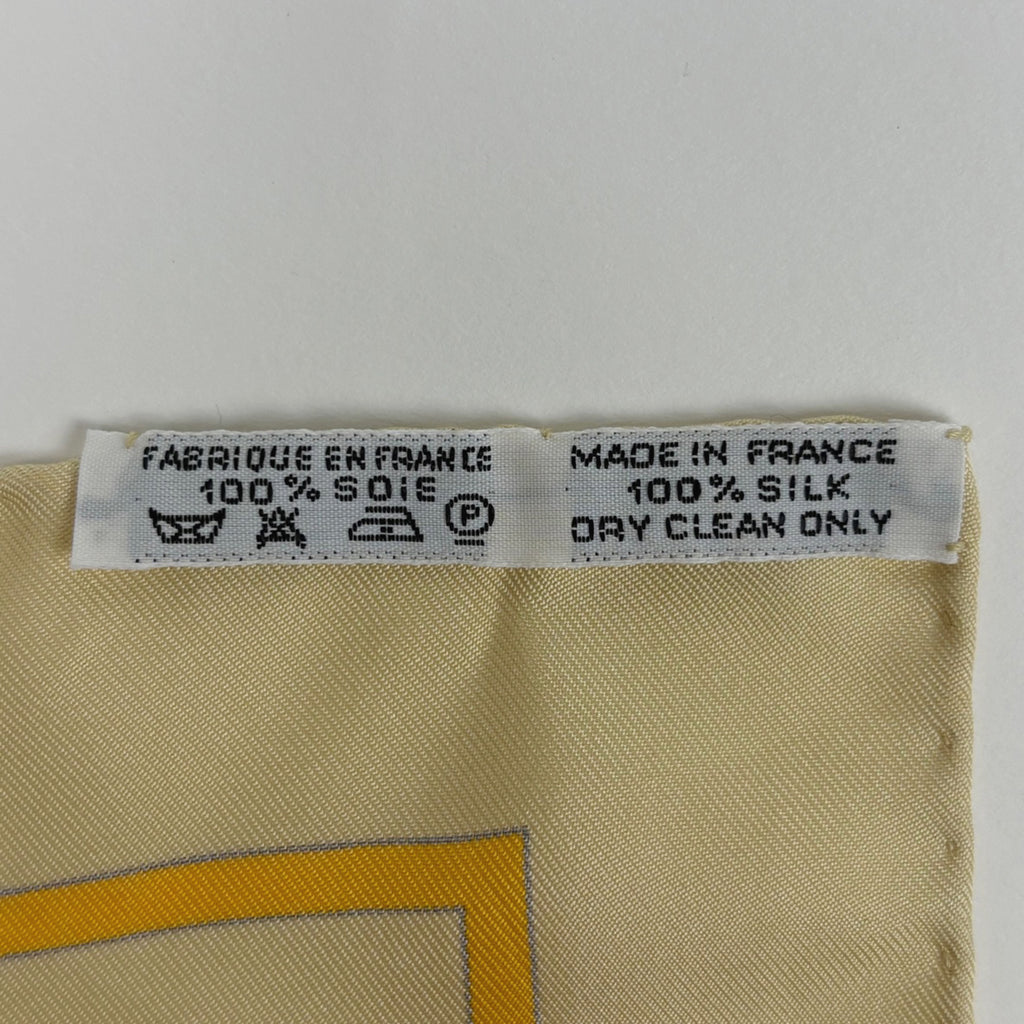 FABRIQUE EN FRANCE
100% SOIE
P
MADE IN FRANCE
100% SILK
DRY CLEAN ONLY